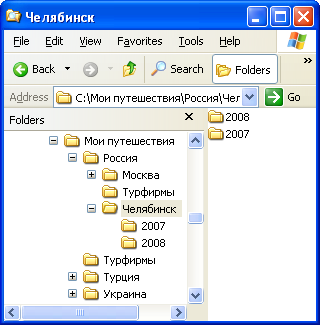 Челябинск
File Edit View Favorites Tools Help
Back Search Folders »
Address C:\Мои путешествия\Россия\Чел Go
Folders
Мои путешествия
Россия
Москва
Турфирмы
Челябинск
2007
2008
Турфирмы
Турция
Украина
2008
2007